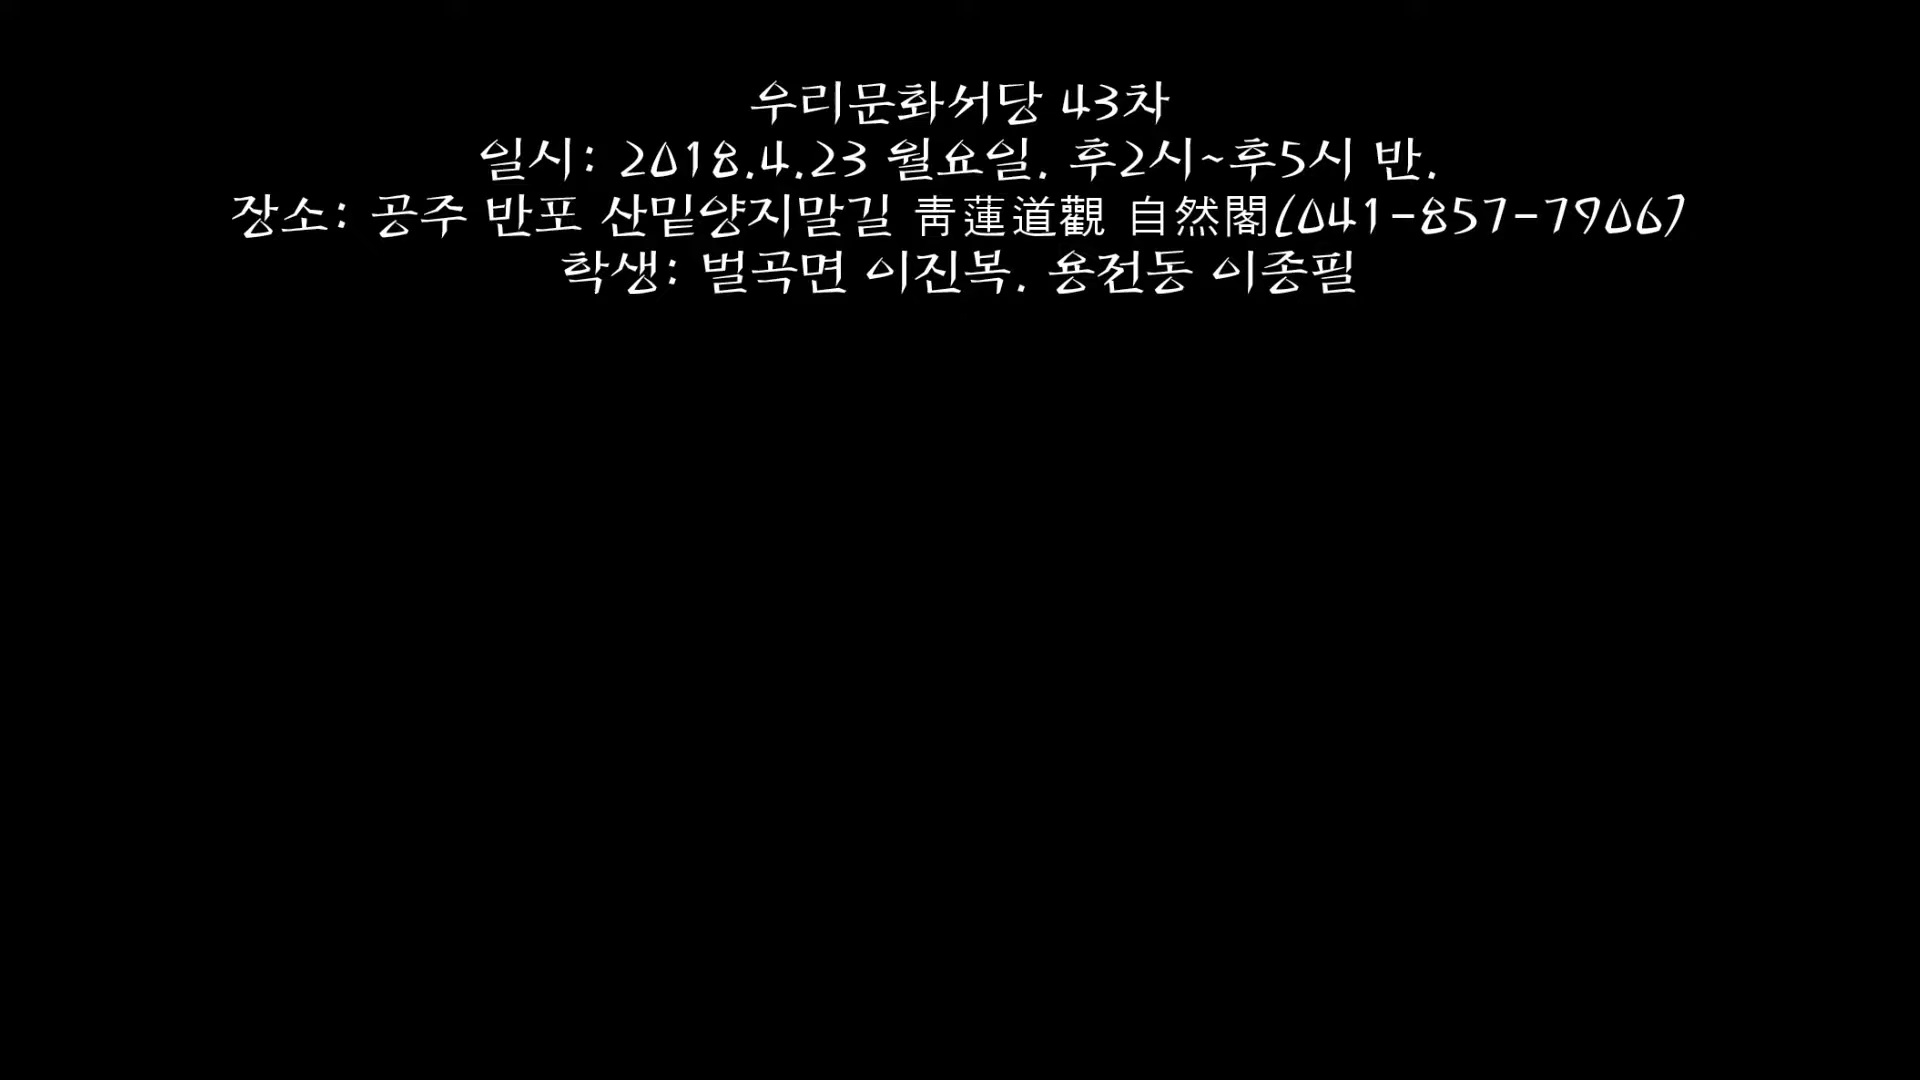 우리문화서당 43차
일시: 2018.4.23 월요일. 후2시~후5시 반.
장소: 공주 반포 산밑양지말길 靑蓮道觀 自然閣(041-857-7906)
학생: 벌곡면 이진복. 용전동 이종필